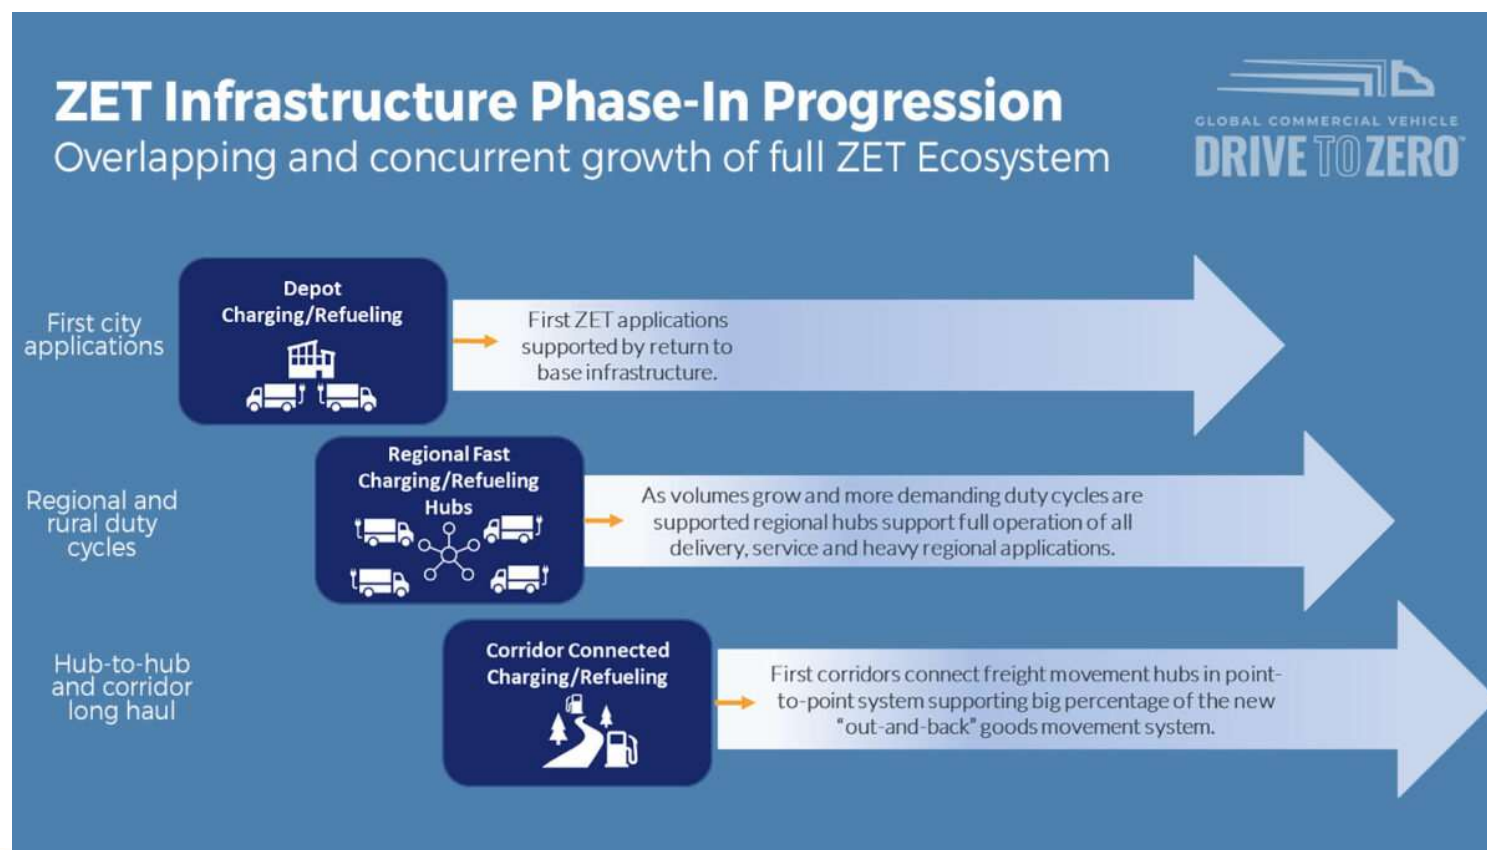 ZET Infrastructure Phase-In Progression
Overlapping and concurrent growth of full ZET Ecosystem
GLOBAL COMMERCIAL VEHICLE
DRIVE TO ZERO™
First city
applications
Depot
Charging/Refueling
First ZET applications
supported by return to
base infrastructure.
Regional and
rural duty
cycles
Regional Fast
Charging/Refueling
Hubs
As volumes grow and more demanding duty cycles are
supported regional hubs support full operation of all
delivery, service and heavy regional applications.
Hub-to-hub
and corridor
long haul
Corridor Connected
Charging/Refueling
First corridors connect freight movement hubs in point-
to-point system supporting big percentage of the new
“out-and-back” goods movement system.